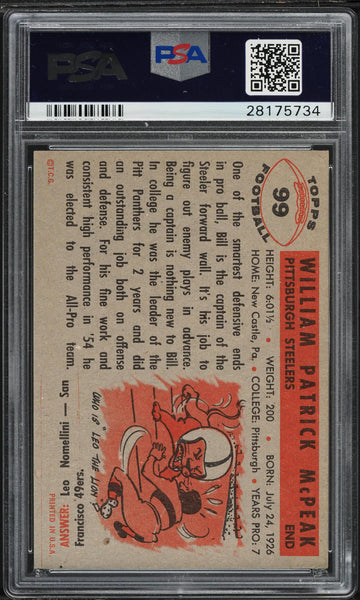 PSA
PSA
28175734
TOPPS
99
FOOTBALL
WILLIAM PATRICK McPEAK
PITTSBURGH STEELERS
END
HEIGHT: 6:01½ • WEIGHT: 200 • BORN: July 24, 1926
HOME: New Castle, Pa. • COLLEGE: Pittsburgh • YEARS PRO: 7
One of the smartest defensive ends
in pro ball, Bill is the captain of the
Steeler forward wall. It's his job to
figure out enemy plays in advance.
Being a captain is nothing new to Bill.
In college he was the leader of the
Pitt Panthers for 2 years and did
an outstanding job both on offense
and defense. For his
consistent high performance in '54 he
was elected to the All-Pro team.
WHO IS "LEO THE LION"?
ANSWER: Leo Nomellini — San
Francisco 49ers.
©T.C.G.
PRINTED IN U.S.A.